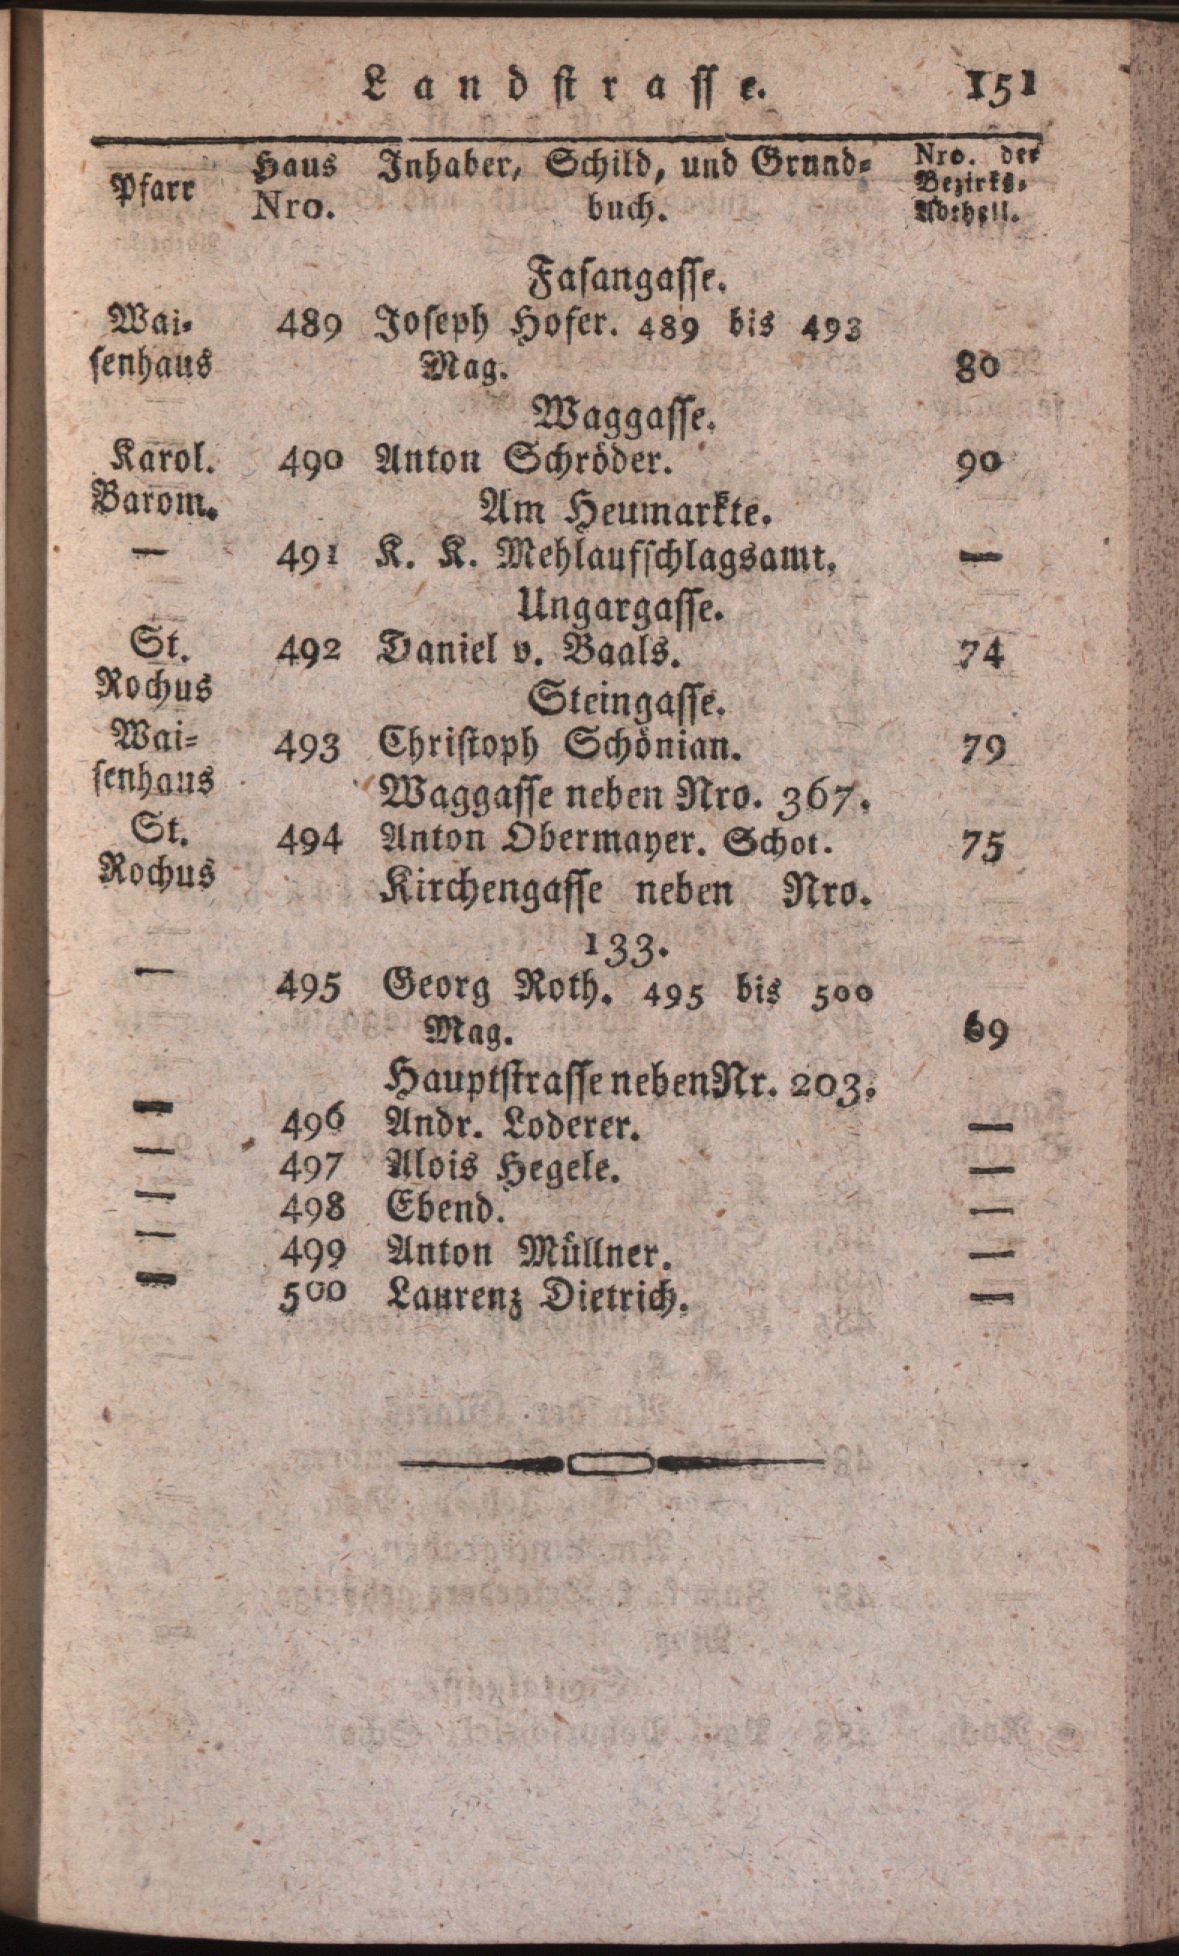 Landstrasse. 151
Pfarr Haus Nro. Inhaber, Schild, und Grund- Nro. der
buch. Bezirks-
Abtheil.
Fasangasse.
Wai- 489 Joseph Hofer. 489 bis 493
senhaus Mag. 80
Waggasse.
Karol. 490 Anton Schröder. 90
Barom. Am Heumarkte.
— 491 K. K. Mehlaufschlagsamt. —
Ungargasse.
St. 492 Daniel v. Baals. 74
Rochus Steingasse.
Wai- 493 Christoph Schönian. 79
senhaus Waggasse neben Nro. 367.
St. 494 Anton Obermayer. Schot. 75
Rochus Kirchengasse neben Nro.
133.
— 495 Georg Roth. 495 bis 500
Mag. 69
Hauptstrasse neben Nr. 203.
— 496 Andr. Loderer. —
— 497 Alois Hegele. —
— 498 Ebend. —
— 499 Anton Müllner. —
— 500 Laurenz Dietrich. —